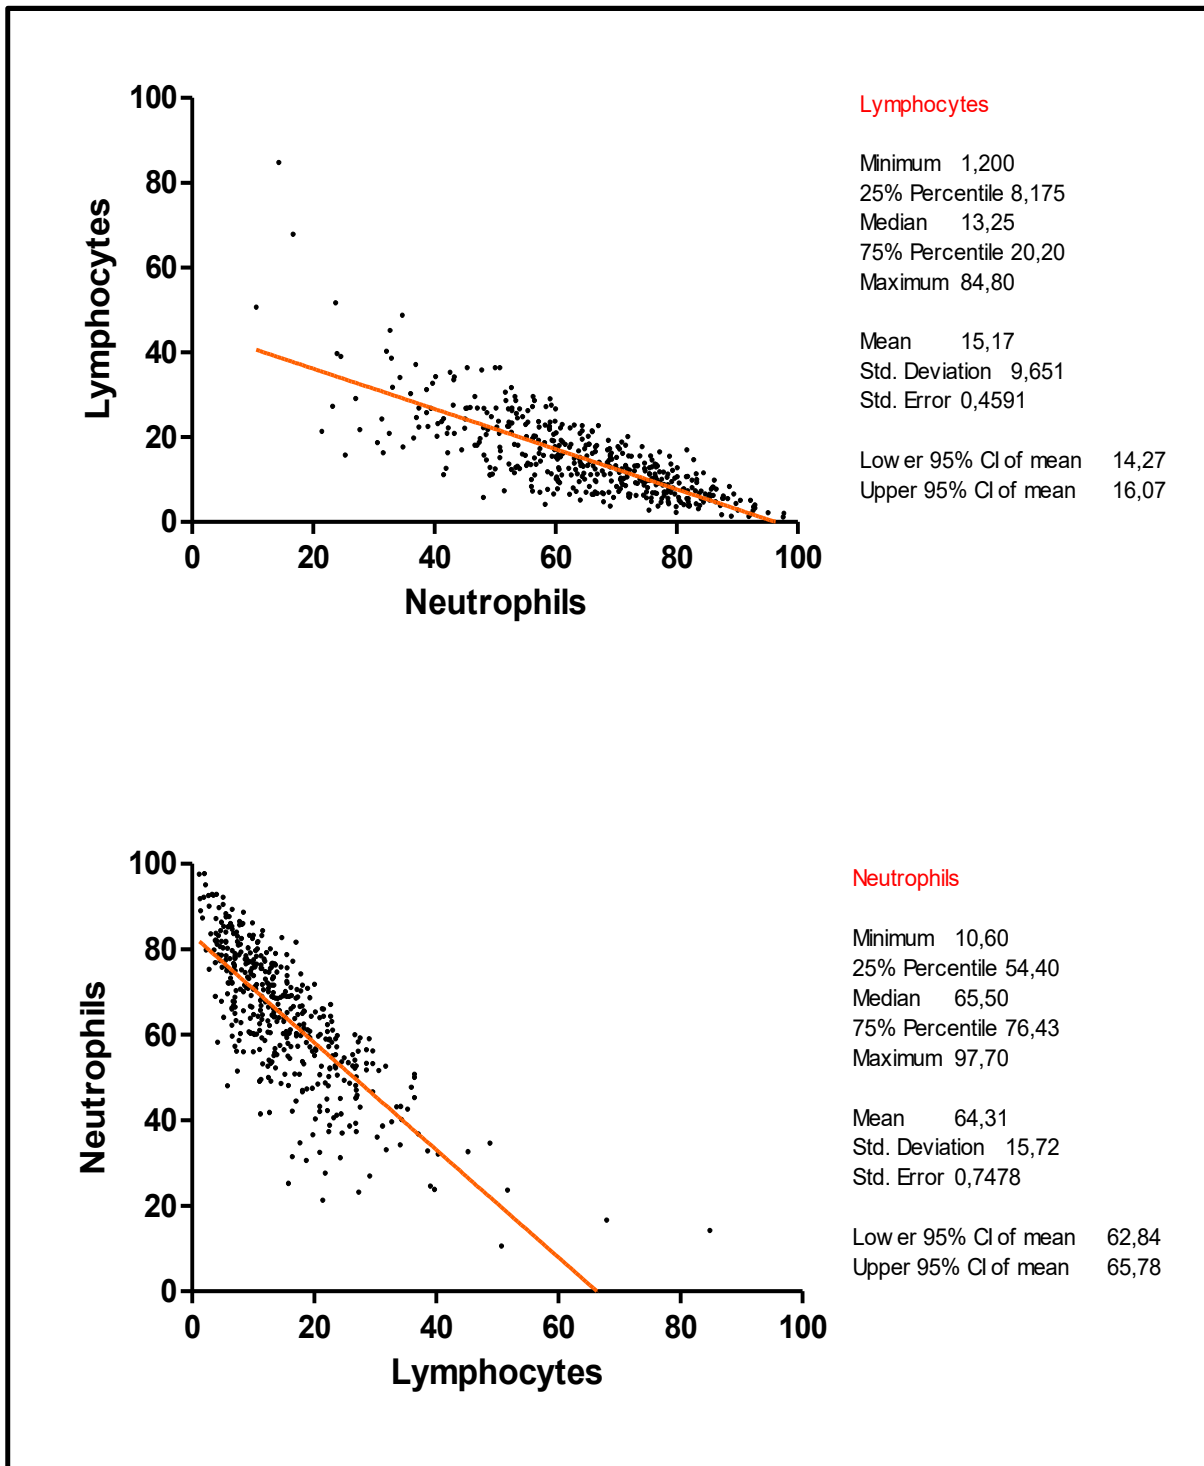 100
80
60
40
20
0
Lymphocytes
0 20 40 60 80 100
Neutrophils
Lymphocytes
Minimum 1,200
25% Percentile 8,175
Median 13,25
75% Percentile 20,20
Maximum 84,80
Mean 15,17
Std. Deviation 9,651
Std. Error 0,4591
Lower 95% CI of mean 14,27
Upper 95% CI of mean 16,07
100
80
60
40
20
0
Neutrophils
0 20 40 60 80 100
Lymphocytes
Neutrophils
Minimum 10,60
25% Percentile 54,40
Median 65,50
75% Percentile 76,43
Maximum 97,70
Mean 64,31
Std. Deviation 15,72
Std. Error 0,7478
Lower 95% CI of mean 62,84
Upper 95% CI of mean 65,78